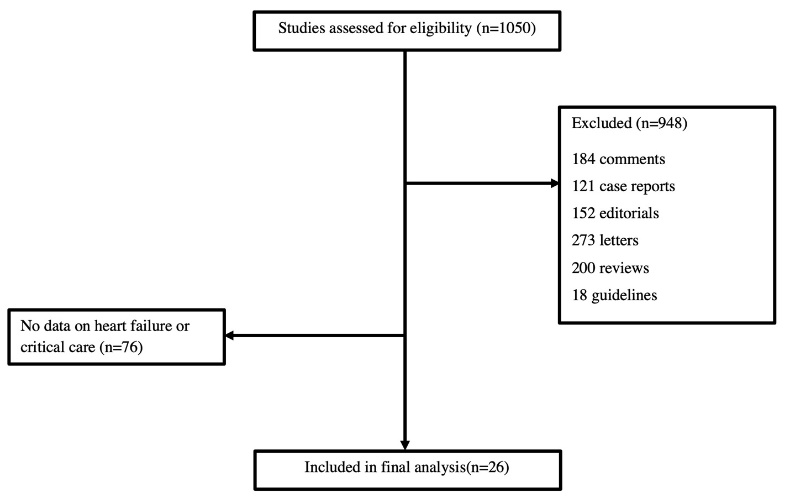 Studies assessed for eligibility (n=1050)
Excluded (n=948)
184 comments
121 case reports
152 editorials
273 letters
200 reviews
18 guidelines
No data on heart failure or
critical care (n=76)
Included in final analysis(n=26)